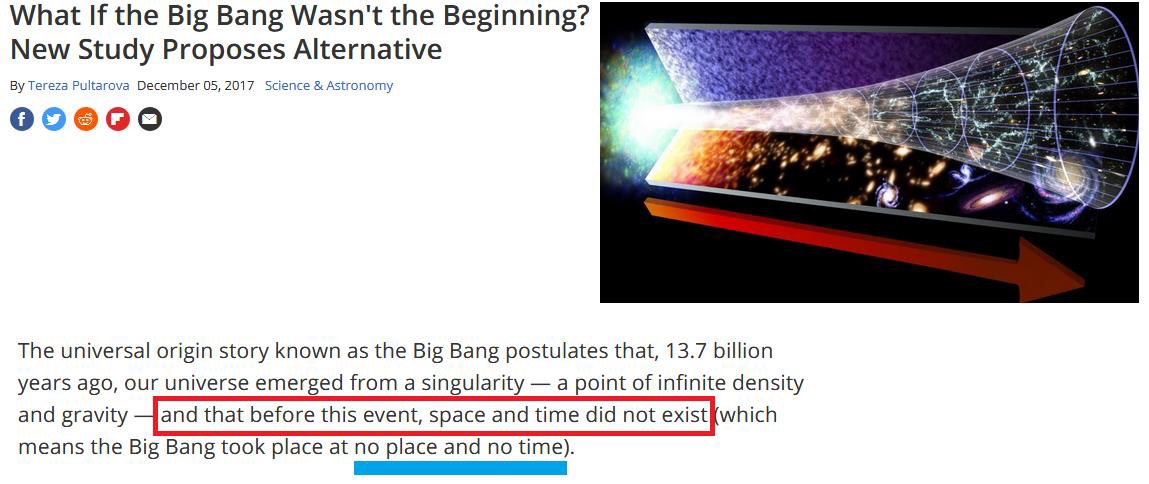 What If the Big Bang Wasn't the Beginning?
New Study Proposes Alternative
By Tereza Pultarova December 05, 2017 Science & Astronomy
The universal origin story known as the Big Bang postulates that, 13.7 billion
years ago, our universe emerged from a singularity — a point of infinite density
and gravity — and that before this event, space and time did not exist (which
means the Big Bang took place at no place and no time).